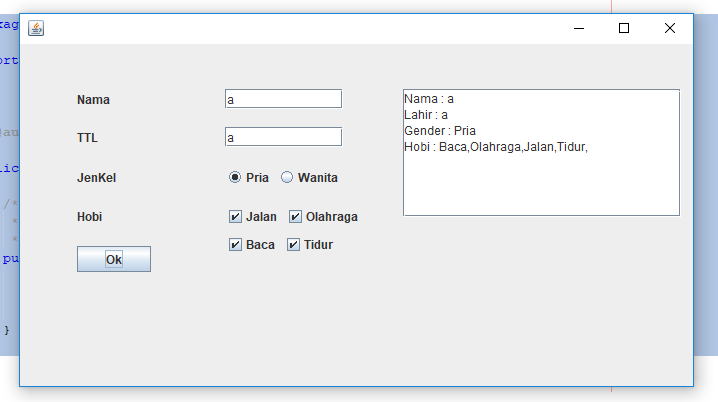 Nama a
TTL a
JenKel Pria Wanita
Hobi Jalan Olahraga
Baca Tidur
Ok
Nama : a
Lahir : a
Gender : Pria
Hobi : Baca,Olahraga,Jalan,Tidur,
/*
*
*
}